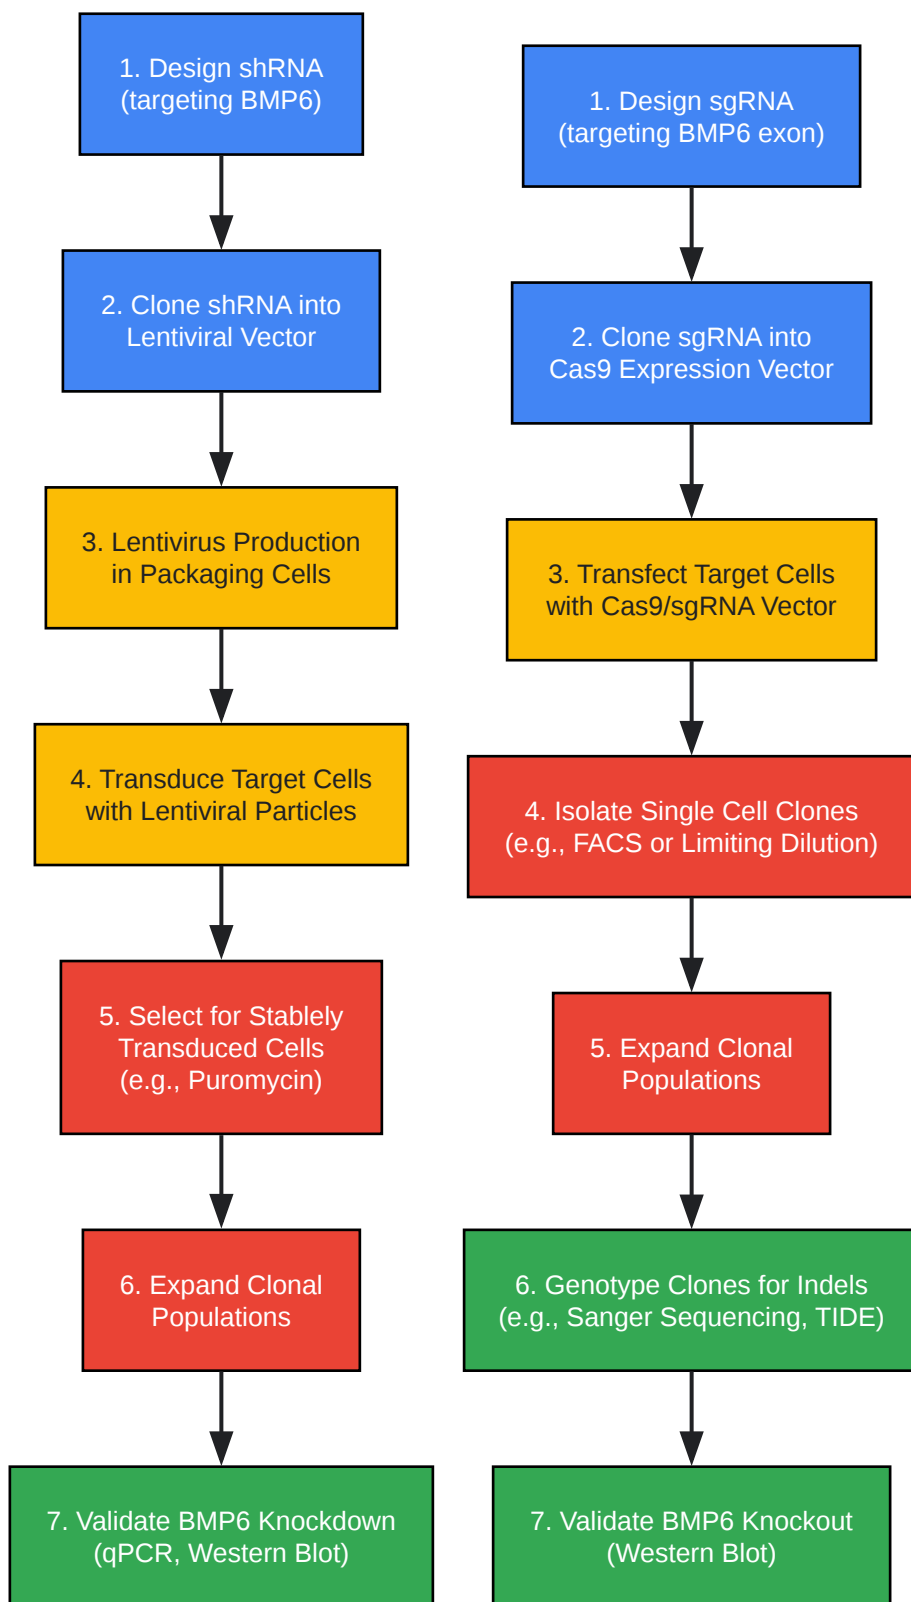 1. Design shRNA
(targeting BMP6)
2. Clone shRNA into
Lentiviral Vector
3. Lentivirus Production
in Packaging Cells
4. Transduce Target Cells
with Lentiviral Particles
5. Select for Stablely
Transduced Cells
(e.g., Puromycin)
6. Expand Clonal
Populations
7. Validate BMP6 Knockdown
(qPCR, Western Blot)
1. Design sgRNA
(targeting BMP6 exon)
2. Clone sgRNA into
Cas9 Expression Vector
3. Transfect Target Cells
with Cas9/sgRNA Vector
4. Isolate Single Cell Clones
(e.g., FACS or Limiting Dilution)
5. Expand Clonal
Populations
6. Genotype Clones for Indels
(e.g., Sanger Sequencing, TIDE)
7. Validate BMP6 Knockout
(Western Blot)